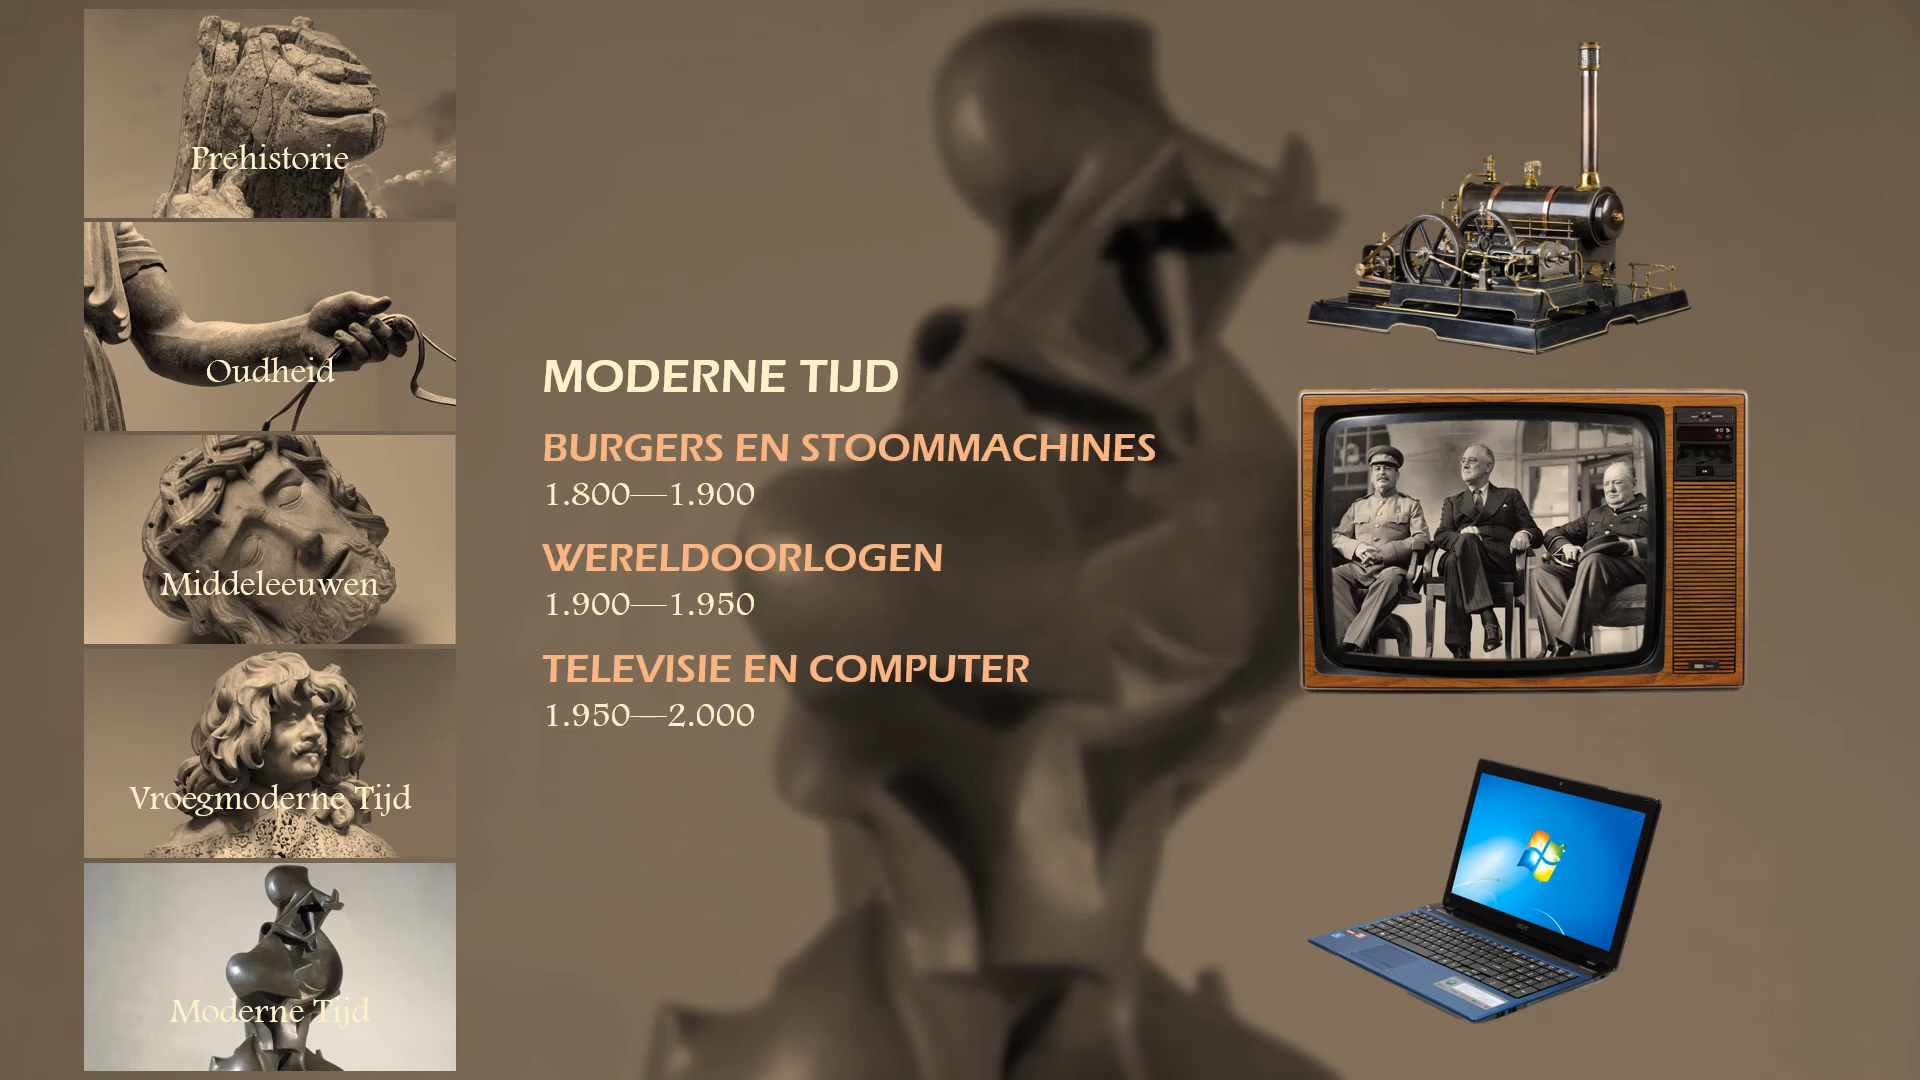 Prehistorie
Oudheid
Middeleeuwen
Vroegmoderne Tijd
Moderne Tijd
MODERNE TIJD
BURGERS EN STOOMMACHINES
1.800—1.900
WERELDOORLOGEN
1.900—1.950
TELEVISIE EN COMPUTER
1.950—2.000
acer